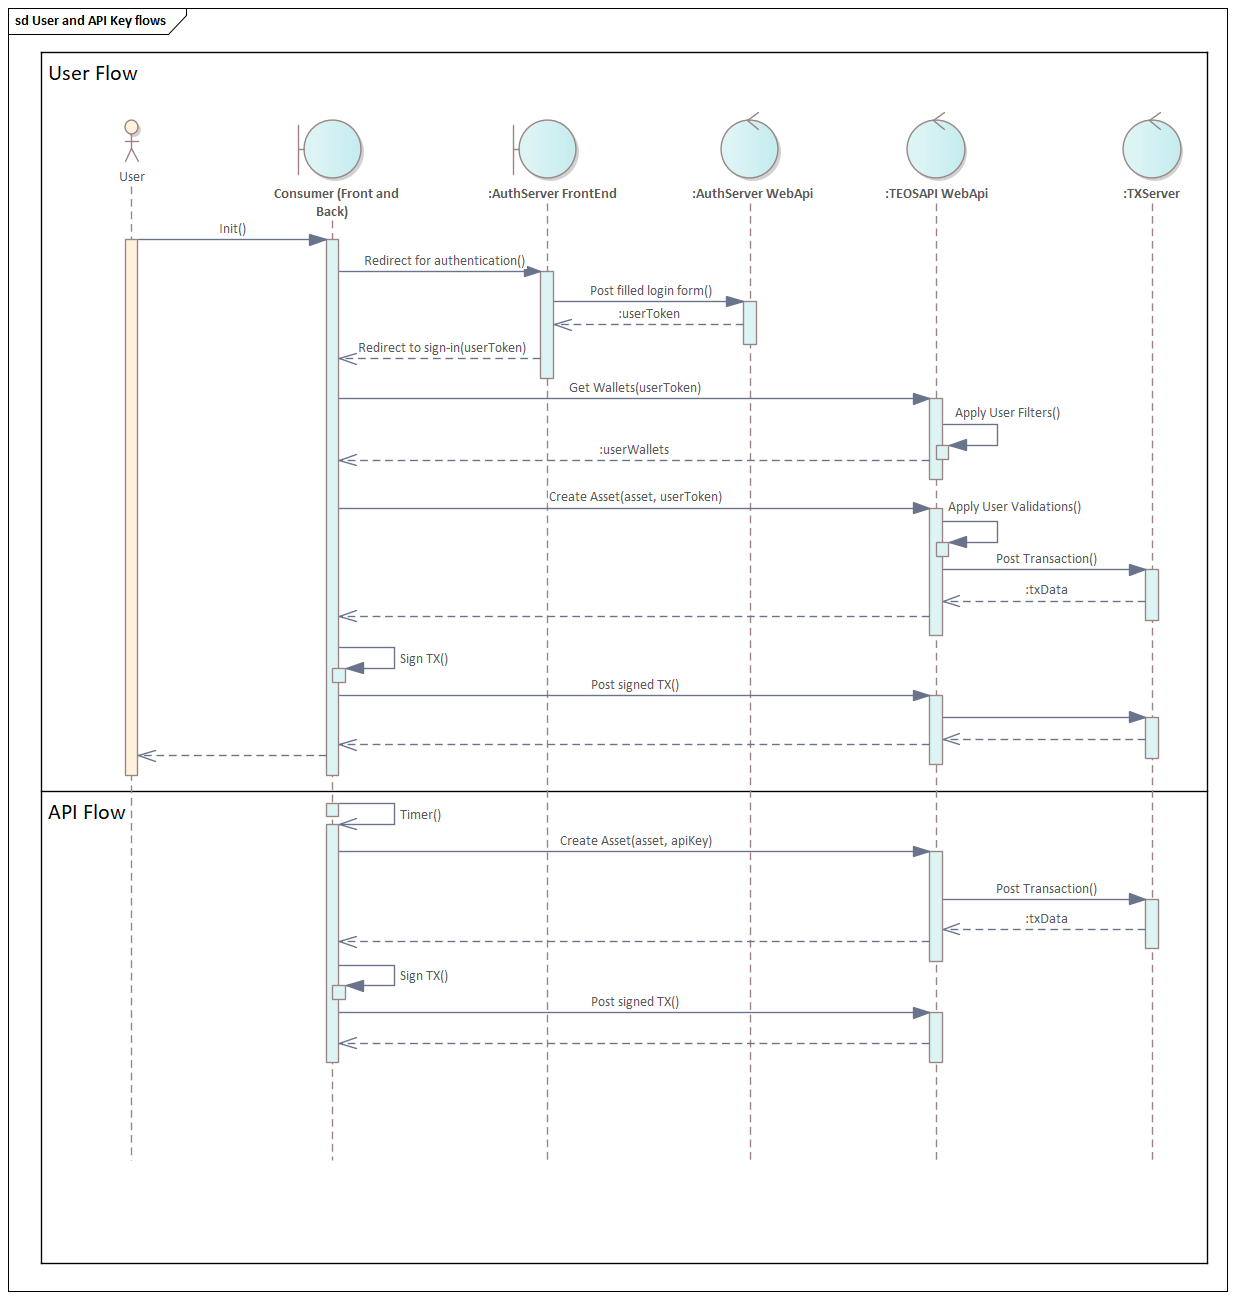 sd User and API Key flows
User Flow
User
Consumer (Front and
Back)
:AuthServer FrontEnd
:AuthServer WebApi
:TEOSAPI WebApi
:TXServer
Init()
Redirect for authentication()
Post filled login form()
:userToken
Redirect to sign-in(userToken)
Get Wallets(userToken)
Apply User Filters()
:userWallets
Create Asset(asset, userToken)
Apply User Validations()
Post Transaction()
:txData
Sign TX()
Post signed TX()
API Flow
Timer()
Create Asset(asset, apiKey)
Post Transaction()
:txData
Sign TX()
Post signed TX()